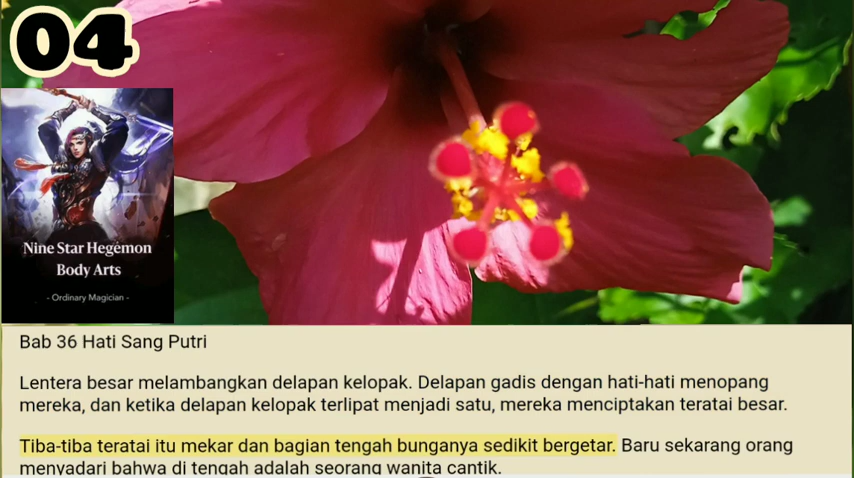 04
Nine Star Hegemon
Body Arts
- Ordinary Magician -
Bab 36 Hati Sang Putri
Lentera besar melambangkan delapan kelopak. Delapan gadis dengan hati-hati menopang
mereka, dan ketika delapan kelopak terlipat menjadi satu, mereka menciptakan teratai besar.
Tiba-tiba teratai itu mekar dan bagian tengah bunganya sedikit bergetar. Baru sekarang orang
menyadari bahwa di tengah adalah seorang wanita cantik.